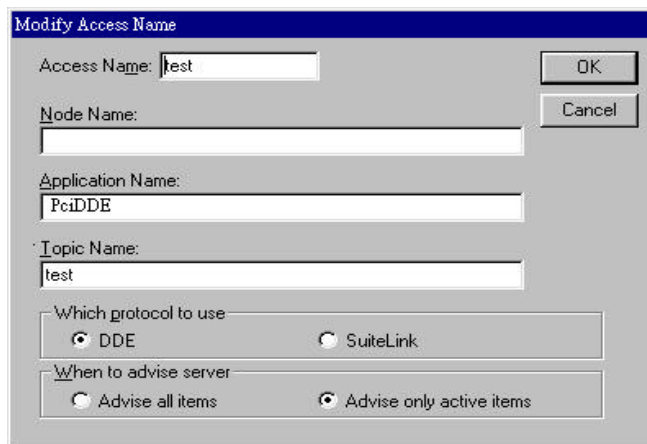 Modify Access Name
Access Name: test
OK
Node Name:
Cancel
Application Name:
PciDDE
Topic Name:
test
Which protocol to use
DDE SuiteLink
When to advise server
Advise all items Advise only active items